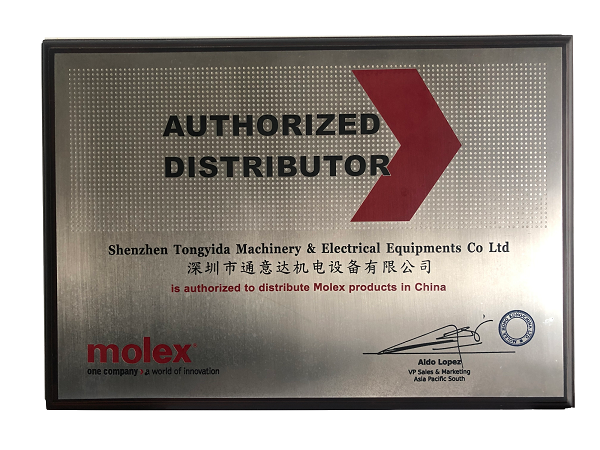 AUTHORIZED
DISTRIBUTOR
Shenzhen Tongyida Machinery & Electrical Equipments Co Ltd
深圳市通意达机电设备有限公司
is authorized to distribute Molex products in China
molex
one company › a world of innovation
Aldo Lopez
VP Sales & Marketing
Asia Pacific South